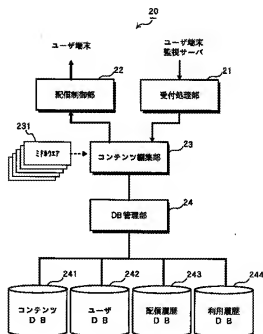 20
ユーザ端末
ユーザ端末
監視サーバ
22
21
配信制御部
受付処理部
231
23
ミドルウエア
コンテンツ編集部
24
DB管理部
241
242
243
244
コンテンツ
DB
ユーザ
DB
配信履歴
DB
利用履歴
DB